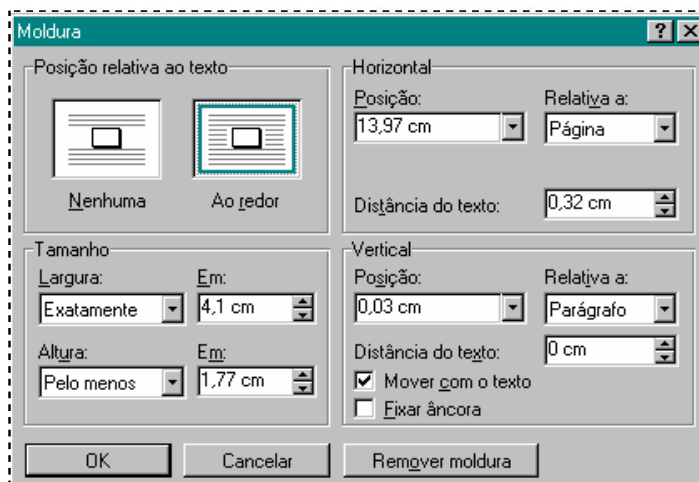 Moldura
Posição relativa ao texto
Nenhuma
Ao redor
Horizontal
Posição:
Relativa a:
13,97 cm
Página
Distância do texto:
0,32 cm
Tamanho
Largura:
Em:
Exatamente
4,1 cm
Altura:
Em:
Pelo menos
1,77 cm
Vertical
Posição:
Relativa a:
0,03 cm
Parágrafo
Distância do texto:
0 cm
Mover com o texto
Fixar âncora
OK
Cancelar
Remover moldura